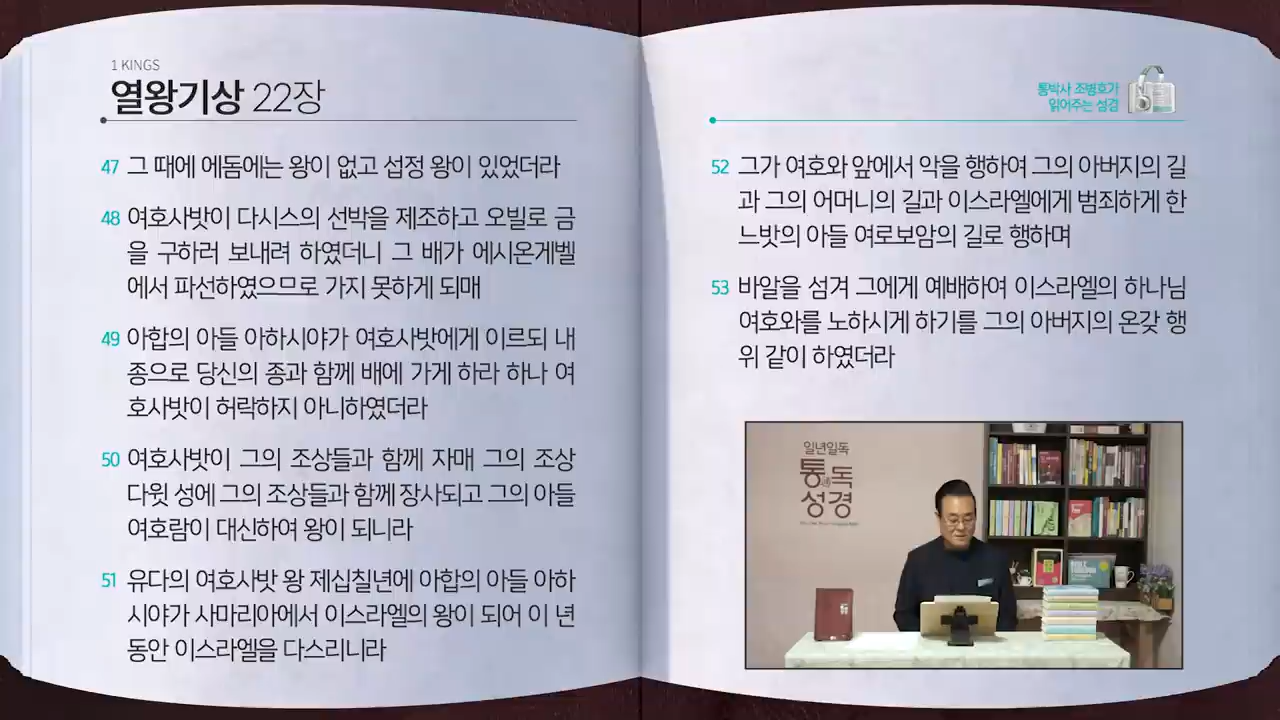 1 KINGS
열왕기상 22장
47 그 때에 에돔에는 왕이 없고 섭정 왕이 있었더라
48 여호사밧이 다시스의 선박을 제조하고 오빌로 금
을 구하러 보내려 하였더니 그 배가 에시온게벨
에서 파선하였으므로 가지 못하게 되매
49 아합의 아들 아하시야가 여호사밧에게 이르되 내
종으로 당신의 종과 함께 배에 가게 하라 하나 여
호사밧이 허락하지 아니하였더라
50 여호사밧이 그의 조상들과 함께 자매 그의 조상
다윗 성에 그의 조상들과 함께 장사되고 그의 아들
여호람이 대신하여 왕이 되니라
51 유다의 여호사밧 왕 제십칠년에 아합의 아들 아하
시야가 사마리아에서 이스라엘의 왕이 되어 이 년
동안 이스라엘을 다스리니라
통박사 조병호가
읽어주는 성경
52 그가 여호와 앞에서 악을 행하여 그의 아버지의 길
과 그의 어머니의 길과 이스라엘에게 범죄하게 한
느밧의 아들 여로보암의 길로 행하며
53 바알을 섬겨 그에게 예배하여 이스라엘의 하나님
여호와를 노하시게 하기를 그의 아버지의 온갖 행
위 같이 하였더라
일년일독
통독
성경